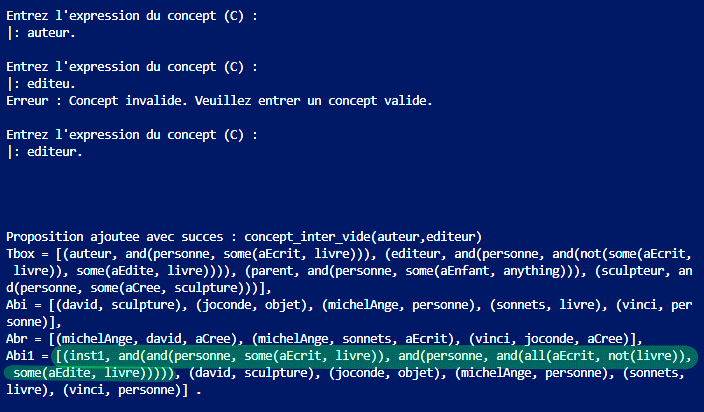 Entrez l'expression du concept (C) :
|: auteur.
Entrez l'expression du concept (C) :
|: editeu.
Erreur : Concept invalide. Veuillez entrer un concept valide.
Entrez l'expression du concept (C) :
|: editeur.
Proposition ajoutee avec succes : concept_inter_vide(auteur,editeur)
Tbox = [(auteur, and(personne, some(aEcrit, livre))), (editeur, and(personne, and(not(some(aEcrit,
livre)), some(aEdite, livre)))), (parent, and(personne, some(aEnfant, anything))), (sculpteur, an
d(personne, some(aCree, sculpture)))],
Abi = [(david, sculpture), (joconde, objet), (michelAnge, personne), (sonnets, livre), (vinci, per
sonne)],
Abr = [(michelAnge, david, aCree), (michelAnge, sonnets, aEcrit), (vinci, joconde, aCree)],
Abi1 = [(inst1, and(and(personne, some(aEcrit, livre)), and(personne, and(all(aEcrit, not(livre)),
some(aEdite, livre))))), (david, sculpture), (joconde, objet), (michelAnge, personne), (sonnets,
livre), (vinci, personne)] .